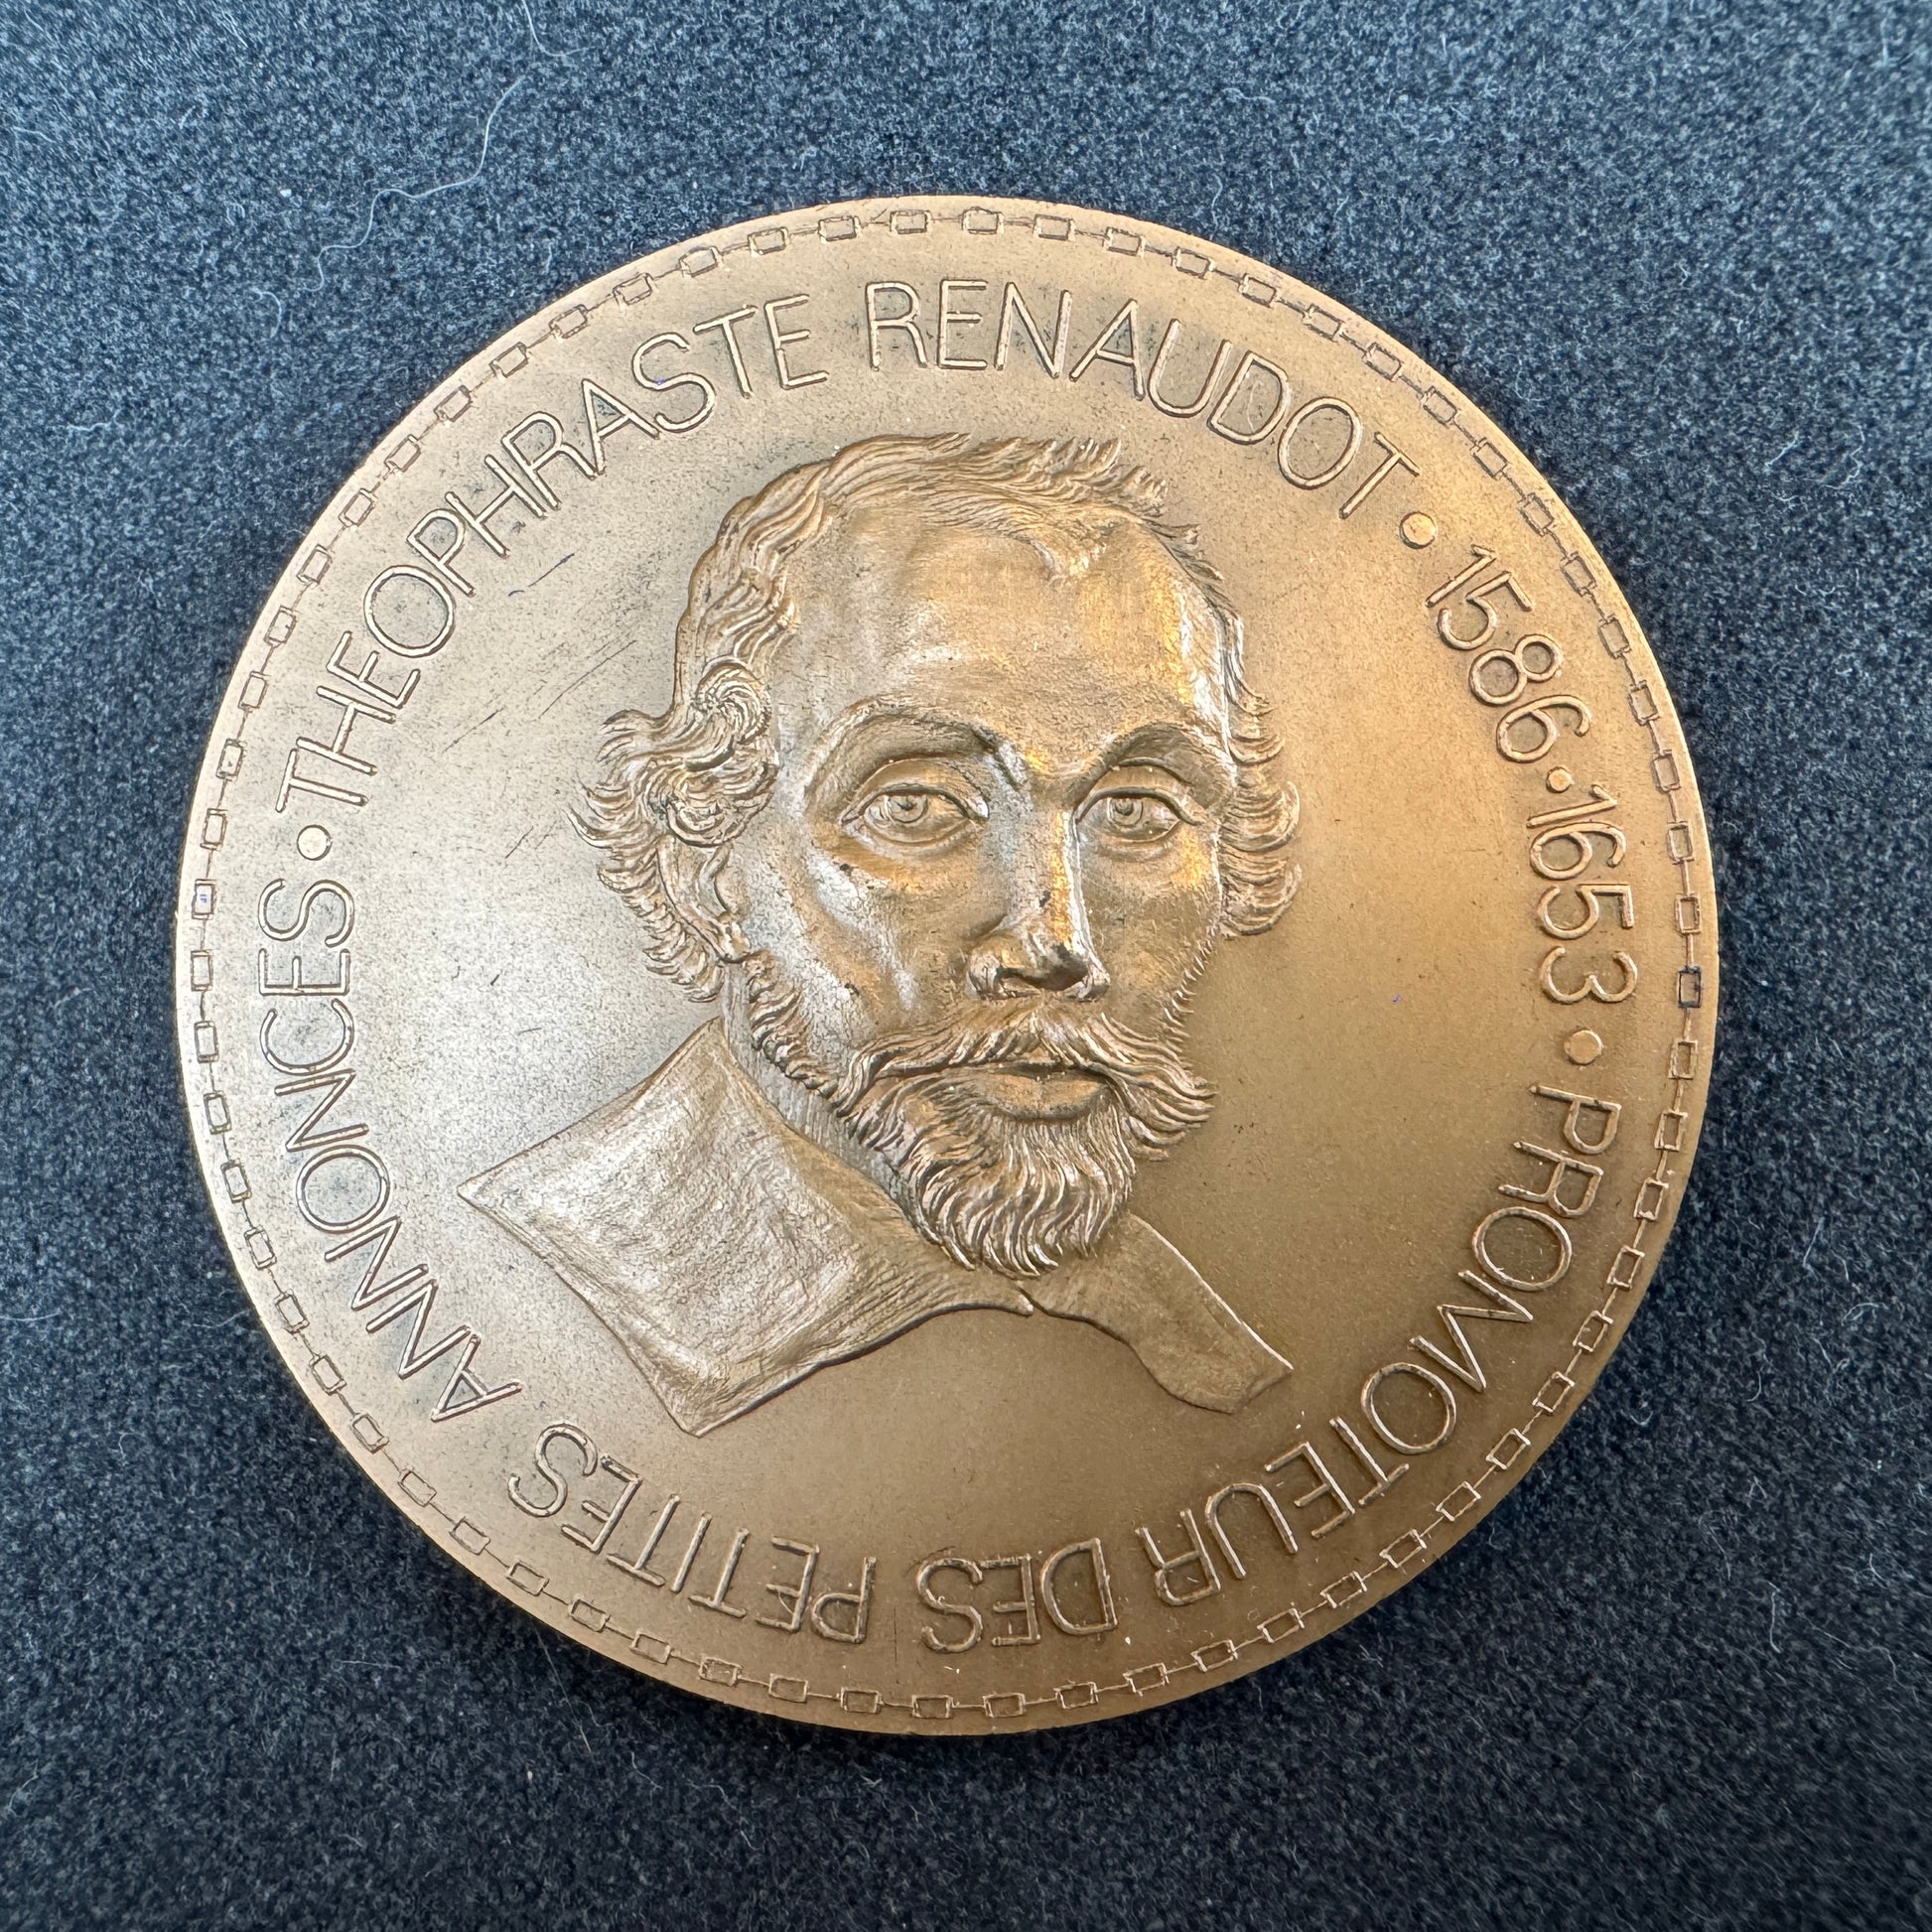 THEOPHRASTE RENAUDOT • 1586•1653 • PROMOTEUR DES PETITES ANNONCES •